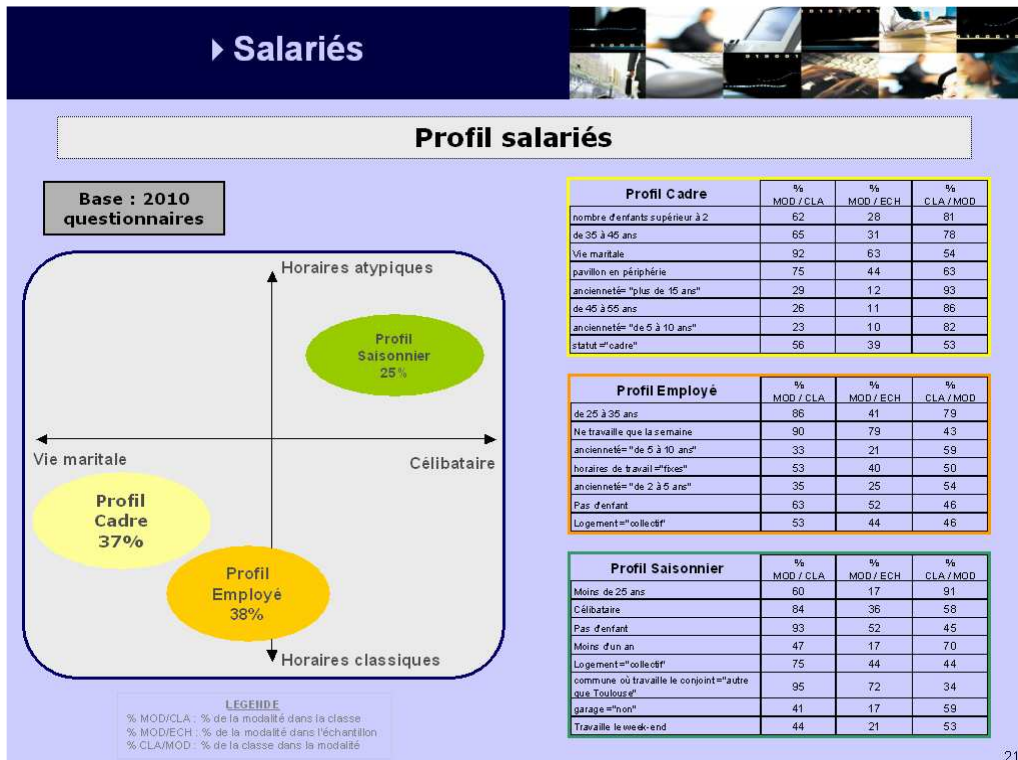 Salariés
Profil salariés
Base : 2010
questionnaires
Horaires atypiques
Profil
Saisonnier
25%
Vie maritale
Célibataire
Profil
Cadre
37%
Profil
Employé
38%
Horaires classiques
LEGENDE
% MOD/CLA : % de la modalité dans la classe
% MOD/ECH : % de la modalité dans l'échantillon
% CLA/MOD : % de la classe dans la modalité
Profil Cadre % MOD / CLA % MOD / ECH % CLA / MOD
nombre d'enfants supérieur à 2 62 28 81
de 35 à 45 ans 65 31 78
Vie maritale 92 63 54
pavillon en périphérie 75 44 63
ancienneté= "plus de 15 ans" 29 12 93
de 45 à 55 ans 26 11 86
ancienneté= "de 5 à 10 ans" 23 10 82
statut ="cadre" 56 39 53
Profil Employé % MOD / CLA % MOD / ECH % CLA / MOD
de 25 à 35 ans 86 41 79
Ne travaille que la semaine 90 79 43
ancienneté= "de 5 à 10 ans" 33 21 59
horaires de travail ="fixes" 53 40 50
ancienneté= "de 2 à 5 ans" 35 25 54
Pas d'enfant 63 52 46
Logement ="collectif" 53 44 46
Profil Saisonnier % MOD / CLA % MOD / ECH % CLA / MOD
Moins de 25 ans 60 17 91
Célibataire 84 36 58
Pas d'enfant 93 52 45
Moins d'un an 47 17 70
Logement ="collectif" 75 44 44
commune où travaille le conjoint ="autre
que Toulouse" 95 72 34
garage ="non" 41 17 59
Travaille le week-end 44 21 53
21